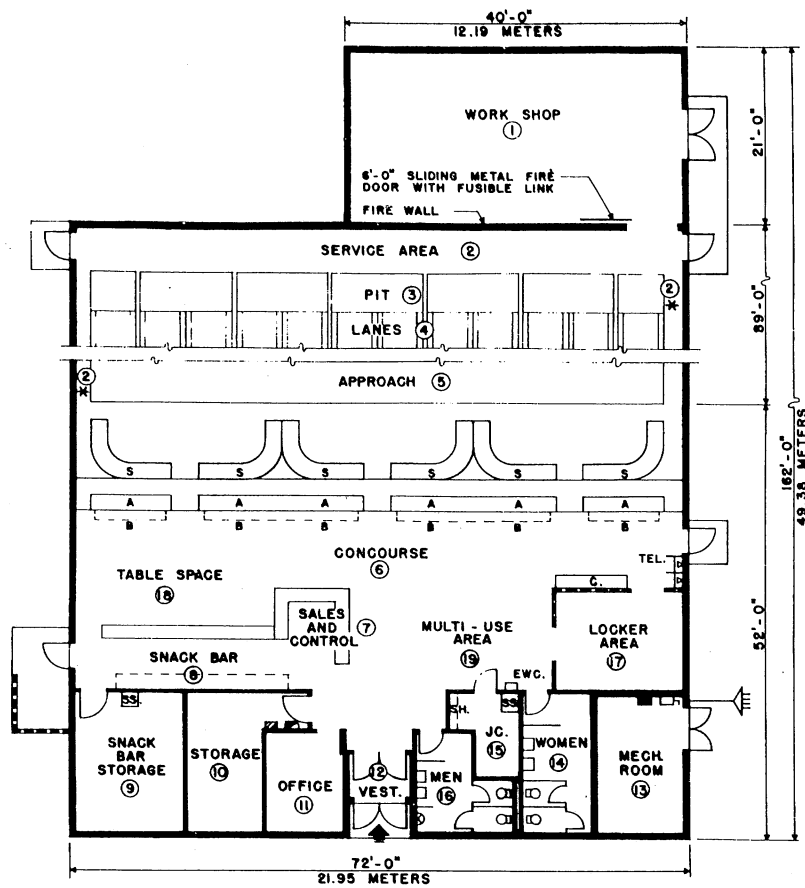 40'-0"
12.19 METERS
WORK SHOP
1
21'-0"
6'-0" SLIDING METAL FIRE
DOOR WITH FUSIBLE LINK
FIRE WALL
SERVICE AREA 2
PIT 3
2
*
LANES 4
89'-0"
2
*
APPROACH 5
162'-0"
49.38 METERS
S S S S S S
A A A A A A
B B B B B B
CONCOURSE
6
TEL.
TABLE SPACE
18
C.
SALES
AND
CONTROL
7
MULTI - USE
AREA
19
LOCKER
AREA
17
52'-0"
SNACK BAR
8
EWC.
SS.
SH.
SS
SNACK
BAR
STORAGE
9
STORAGE
10
OFFICE
11
12
VEST.
MEN
16
JC.
15
WOMEN
14
MECH.
ROOM
13
72'-0"
21.95 METERS